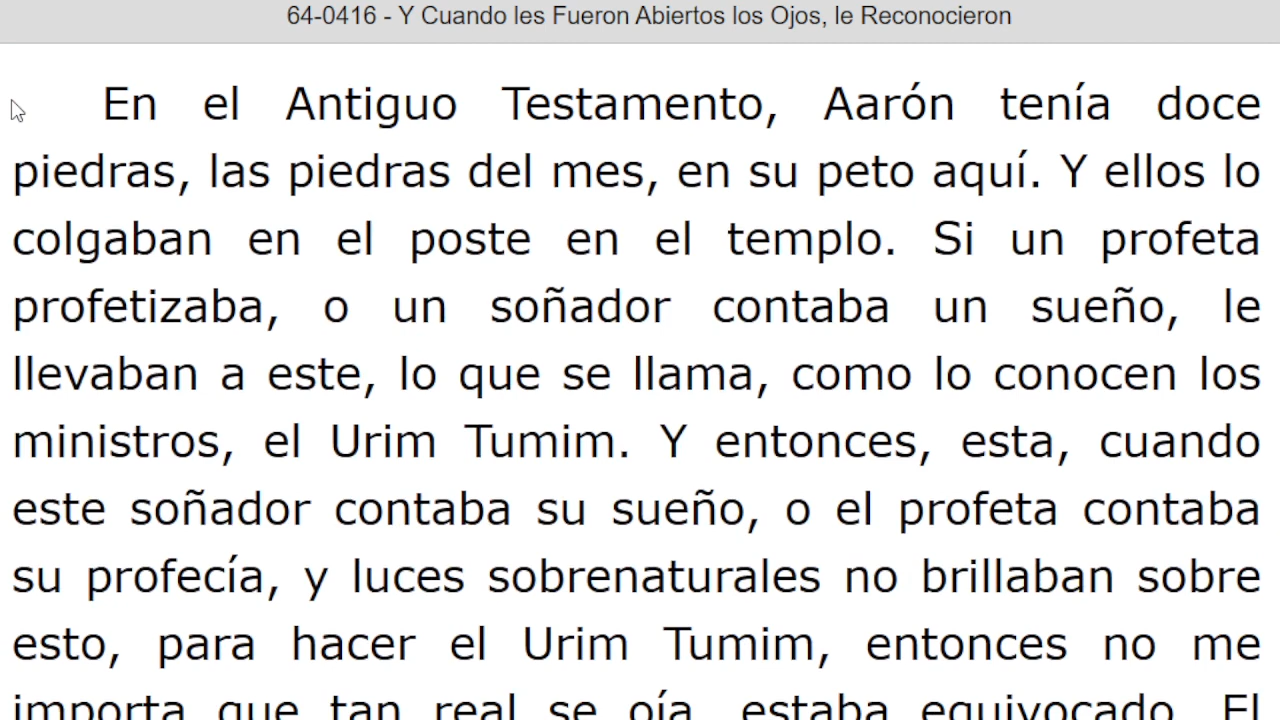 64-0416 - Y Cuando les Fueron Abiertos los Ojos, le Reconocieron
En el Antiguo Testamento, Aarón tenía doce
piedras, las piedras del mes, en su peto aquí. Y ellos lo
colgaban en el poste en el templo. Si un profeta
profetizaba, o un soñador contaba un sueño, le
llevaban a este, lo que se llama, como lo conocen los
ministros, el Urim Tumim. Y entonces, esta, cuando
este soñador contaba su sueño, o el profeta contaba
su profecía, y luces sobrenaturales no brillaban sobre
esto, para hacer el Urim Tumim, entonces no me
importa que tan real se oía, estaba equivocado. El